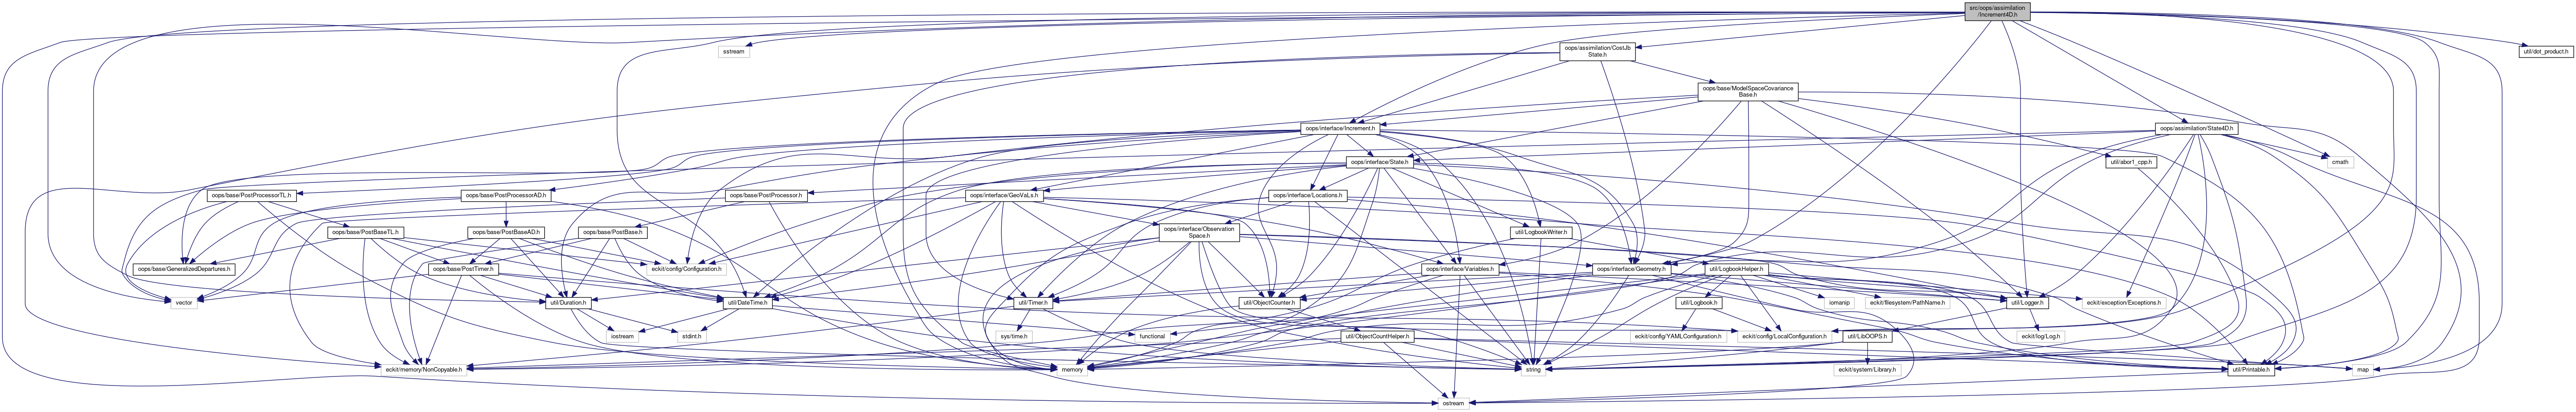 src/oops/assimilation
/Increment4D.h
sstream
oops/assimilation/CostJb
State.h
util/dot_product.h
oops/base/ModelSpaceCovariance
Base.h
oops/interface/Increment.h
oops/assimilation/State4D.h
oops/interface/State.h
util/abor1_cpp.h
cmath
oops/base/PostProcessorTL.h
oops/base/PostProcessorAD.h
oops/base/PostProcessor.h
oops/interface/GeoVaLs.h
oops/interface/Locations.h
oops/base/PostBaseTL.h
oops/base/PostBaseAD.h
oops/base/PostBase.h
oops/interface/Observation
Space.h
util/LogbookWriter.h
oops/base/GeneralizedDepartures.h
oops/base/PostTimer.h
eckit/config/Configuration.h
oops/interface/Variables.h
oops/interface/Geometry.h
util/LogbookHelper.h
vector
util/Duration.h
util/DateTime.h
util/Timer.h
util/ObjectCounter.h
util/Logbook.h
iomanip
eckit/filesystem/PathName.h
util/Logger.h
eckit/exception/Exceptions.h
iostream
stdint.h
sys/time.h
functional
util/ObjectCountHelper.h
eckit/config/YAMLConfiguration.h
eckit/config/LocalConfiguration.h
eckit/log/Log.h
util/LibOOPS.h
eckit/memory/NonCopyable.h
memory
string
eckit/system/Library.h
util/Printable.h
map
ostream